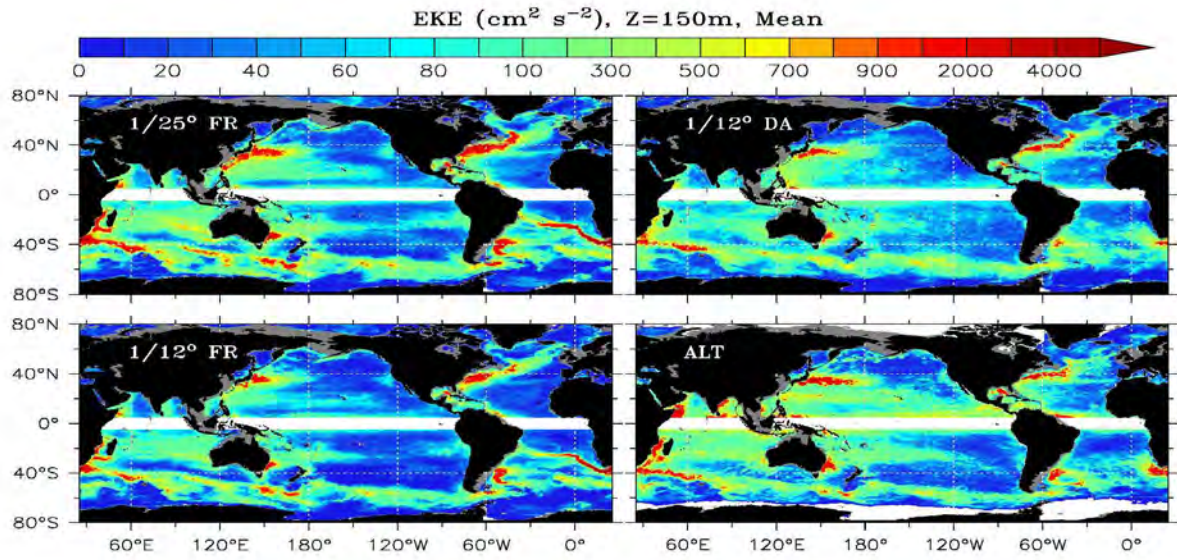 EKE (cm² s⁻²), Z=150m, Mean
0 20 40 60 80 100 300 500 700 900 2000 4000
80°N 1/25° FR 1/12° DA
40°N
0°
40°S
80°S
80°N 1/12° FR ALT
40°N
0°
40°S
80°S
60°E 120°E 180° 120°W 60°W 0° 60°E 120°E 180° 120°W 60°W 0°